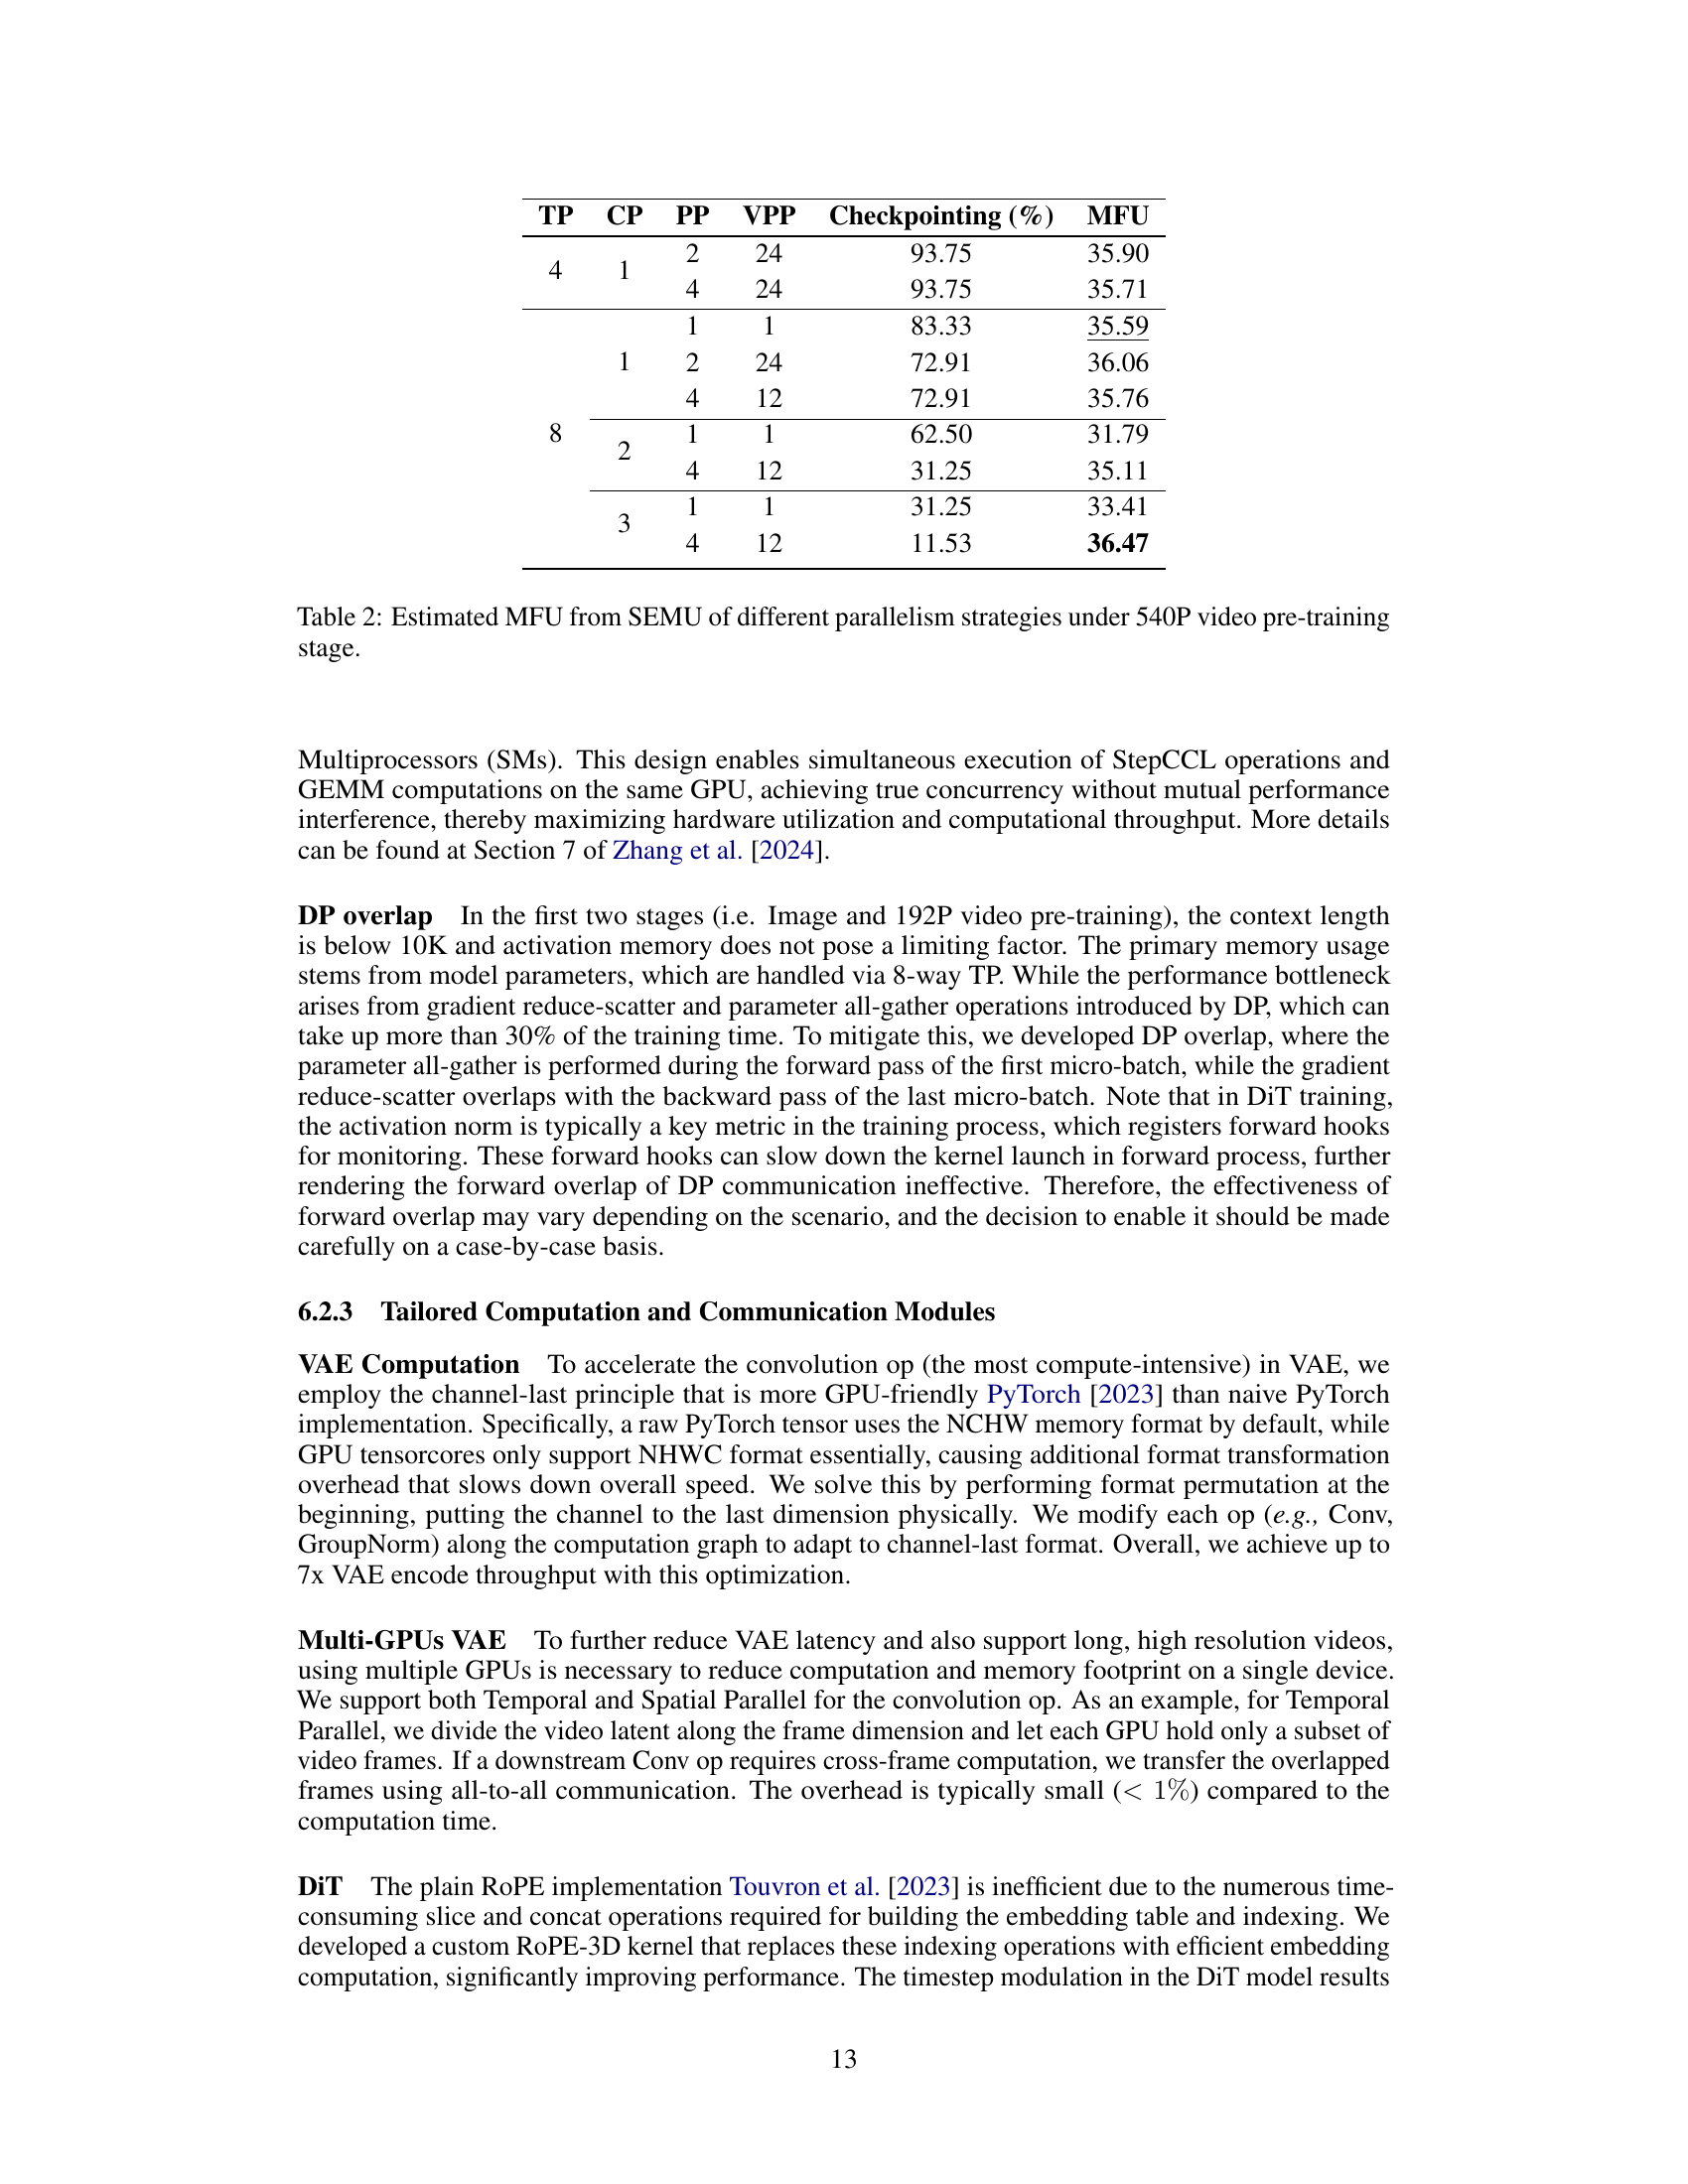 TP CP PP VPP Checkpointing (%) MFU
4 1 2 24 93.75 35.90
4 24 93.75 35.71
8 1 1 1 83.33 35.59
2 24 72.91 36.06
4 12 72.91 35.76
2 1 1 62.50 31.79
4 12 31.25 35.11
3 1 1 31.25 33.41
4 12 11.53 36.47
Table 2: Estimated MFU from SEMU of different parallelism strategies under 540P video pre-training
stage.
Multiprocessors (SMs). This design enables simultaneous execution of StepCCL operations and
GEMM computations on the same GPU, achieving true concurrency without mutual performance
interference, thereby maximizing hardware utilization and computational throughput. More details
can be found at Section 7 of Zhang et al. [2024].
DP overlap In the first two stages (i.e. Image and 192P video pre-training), the context length
is below 10K and activation memory does not pose a limiting factor. The primary memory usage
stems from model parameters, which are handled via 8-way TP. While the performance bottleneck
arises from gradient reduce-scatter and parameter all-gather operations introduced by DP, which can
take up more than 30% of the training time. To mitigate this, we developed DP overlap, where the
parameter all-gather is performed during the forward pass of the first micro-batch, while the gradient
reduce-scatter overlaps with the backward pass of the last micro-batch. Note that in DiT training,
the activation norm is typically a key metric in the training process, which registers forward hooks
for monitoring. These forward hooks can slow down the kernel launch in forward process, further
rendering the forward overlap of DP communication ineffective. Therefore, the effectiveness of
forward overlap may vary depending on the scenario, and the decision to enable it should be made
carefully on a case-by-case basis.
6.2.3 Tailored Computation and Communication Modules
VAE Computation To accelerate the convolution op (the most compute-intensive) in VAE, we
employ the channel-last principle that is more GPU-friendly PyTorch [2023] than naive PyTorch
implementation. Specifically, a raw PyTorch tensor uses the NCHW memory format by default, while
GPU tensorcores only support NHWC format essentially, causing additional format transformation
overhead that slows down overall speed. We solve this by performing format permutation at the
beginning, putting the channel to the last dimension physically. We modify each op (e.g., Conv,
GroupNorm) along the computation graph to adapt to channel-last format. Overall, we achieve up to
7x VAE encode throughput with this optimization.
Multi-GPUs VAE To further reduce VAE latency and also support long, high resolution videos,
using multiple GPUs is necessary to reduce computation and memory footprint on a single device.
We support both Temporal and Spatial Parallel for the convolution op. As an example, for Temporal
Parallel, we divide the video latent along the frame dimension and let each GPU hold only a subset of
video frames. If a downstream Conv op requires cross-frame computation, we transfer the overlapped
frames using all-to-all communication. The overhead is typically small (< 1%) compared to the
computation time.
DiT The plain RoPE implementation Touvron et al. [2023] is inefficient due to the numerous time-
consuming slice and concat operations required for building the embedding table and indexing. We
developed a custom RoPE-3D kernel that replaces these indexing operations with efficient embedding
computation, significantly improving performance. The timestep modulation in the DiT model results
13